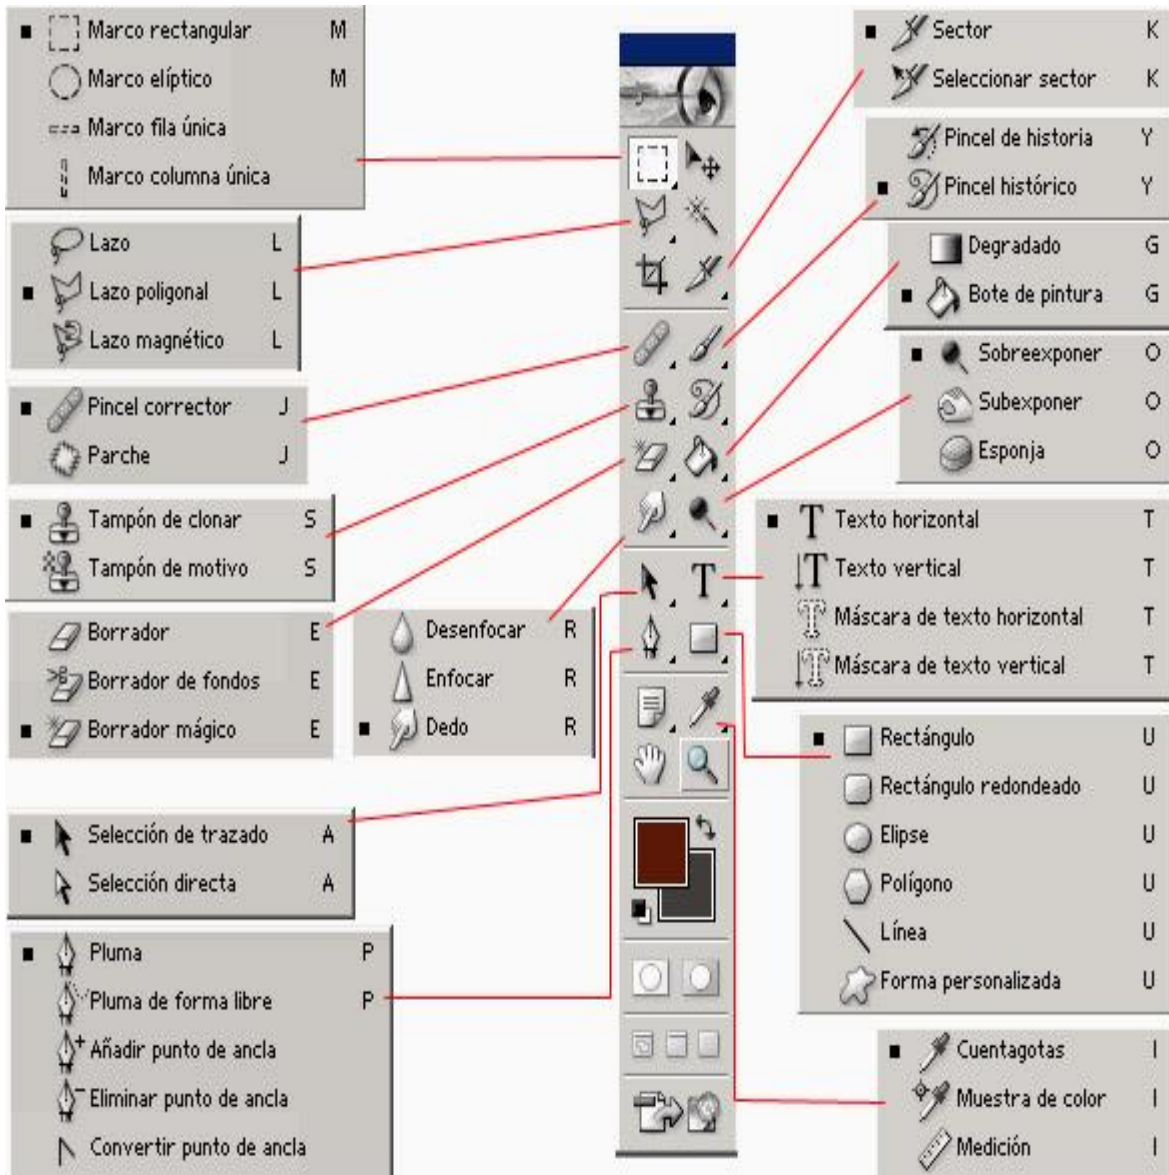 Marco rectangular M
Marco elíptico M
Marco fila única
Marco columna única
Lazo L
Lazo poligonal L
Lazo magnético L
Pincel corrector J
Parche J
Tampón de clonar S
Tampón de motivo S
Borrador E
Borrador de fondos E
Borrador mágico E
Desenfocar R
Enfocar R
Dedo R
Selección de trazado A
Selección directa A
Pluma P
Pluma de forma libre P
Añadir punto de ancla
Eliminar punto de ancla
Convertir punto de ancla
Sector K
Seleccionar sector K
Pincel de historia Y
Pincel histórico Y
Degradado G
Bote de pintura G
Sobreexponer O
Subexponer O
Esponja O
Texto horizontal T
Texto vertical T
Máscara de texto horizontal T
Máscara de texto vertical T
Rectángulo U
Rectángulo redondeado U
Elipse U
Polígono U
Línea U
Forma personalizada U
Cuentagotas I
Muestra de color I
Medición I